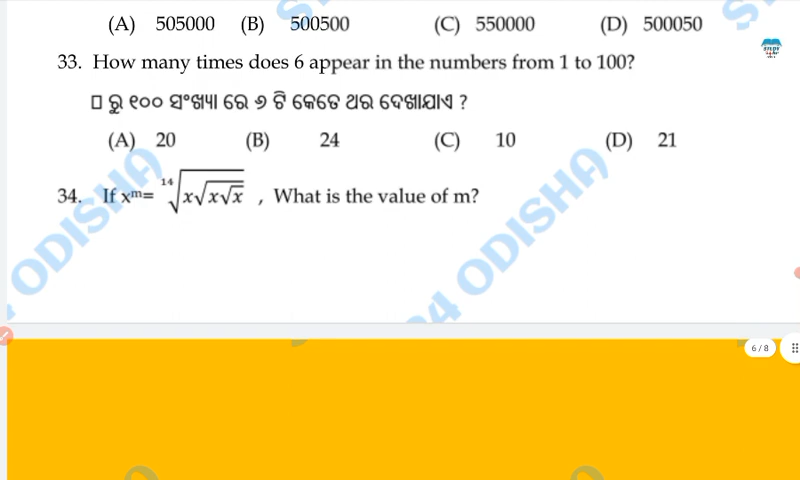 (A) 505000 (B) 500500 (C) 550000 (D) 500050
33. How many times does 6 appear in the numbers from 1 to 100?
□ ରୁ ୧୦୦ ସଂଖ୍ୟା ରେ ୬ ଟି କେତେ ଥର ଦେଖାଯାଏ ?
(A) 20 (B) 24 (C) 10 (D) 21
34. If xᵐ= ¹⁴√(x√(x√x)) , What is the value of m?
ODISHA
24 ODISHA
6 / 8